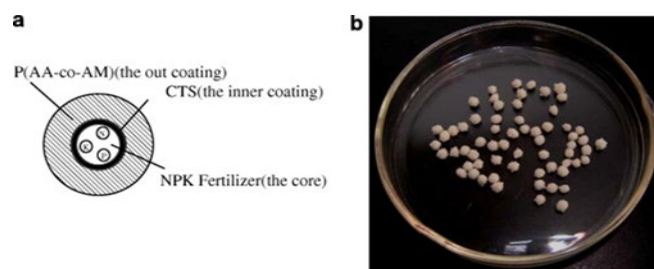 a
b
P(AA-co-AM)(the out coating)
CTS(the inner coating)
NPK Fertilizer(the core)